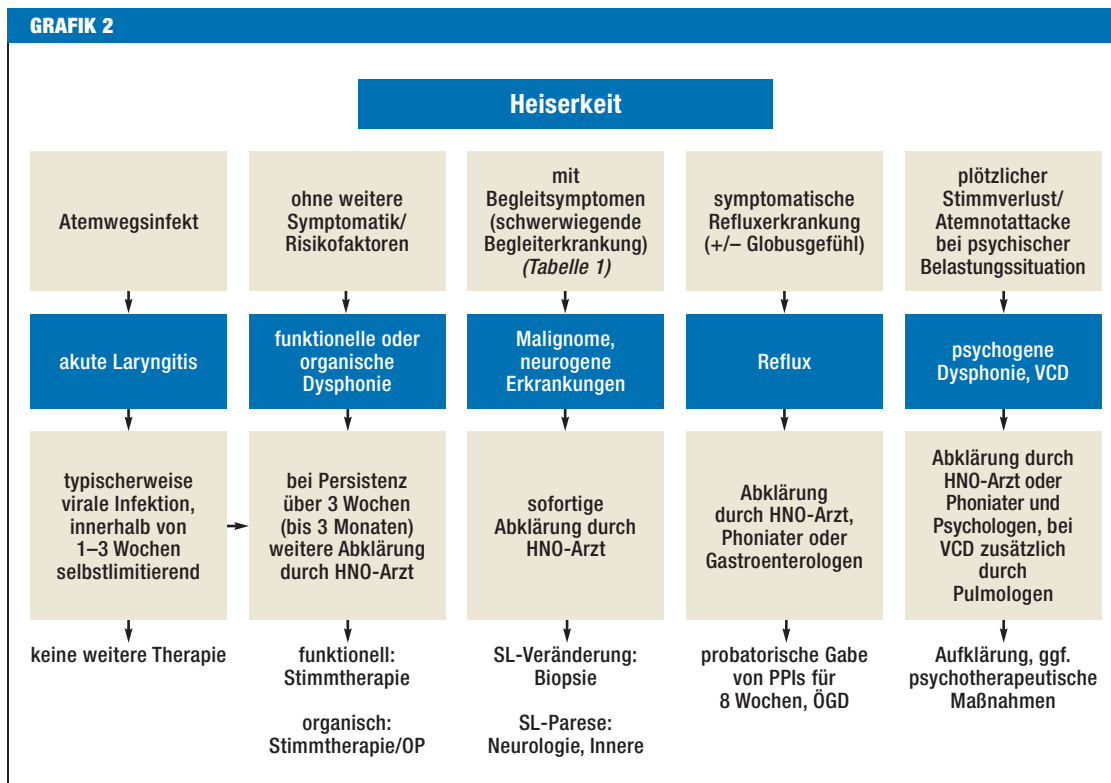 GRAFIK 2
Heiserkeit
Atemwegsinfekt
ohne weitere
Symptomatik/
Risikofaktoren
mit
Begleitsymptomen
(schwerwiegende
Begleiterkrankung)
(Tabelle 1)
symptomatische
Refluxerkrankung
(+/– Globusgefühl)
plötzlicher
Stimmverlust/
Atemnotattacke
bei psychischer
Belastungssituation
akute Laryngitis
funktionelle oder
organische
Dysphonie
Malignome,
neurogene
Erkrankungen
Reflux
psychogene
Dysphonie, VCD
typischerweise
virale Infektion,
innerhalb von
1–3 Wochen
selbstlimitierend
bei Persistenz
über 3 Wochen
(bis 3 Monaten)
weitere Abklärung
durch HNO-Arzt
sofortige
Abklärung durch
HNO-Arzt
Abklärung
durch HNO-Arzt,
Phoniater oder
Gastroenterologen
Abklärung durch
HNO-Arzt oder
Phoniater und
Psychologen, bei
VCD zusätzlich
durch
Pulmologen
keine weitere Therapie
funktionell:
Stimmtherapie
organisch:
Stimmtherapie/OP
SL-Veränderung:
Biopsie
SL-Parese:
Neurologie, Innere
probatorische Gabe
von PPIs für
8 Wochen, ÖGD
Aufklärung, ggf.
psychotherapeutische
Maßnahmen